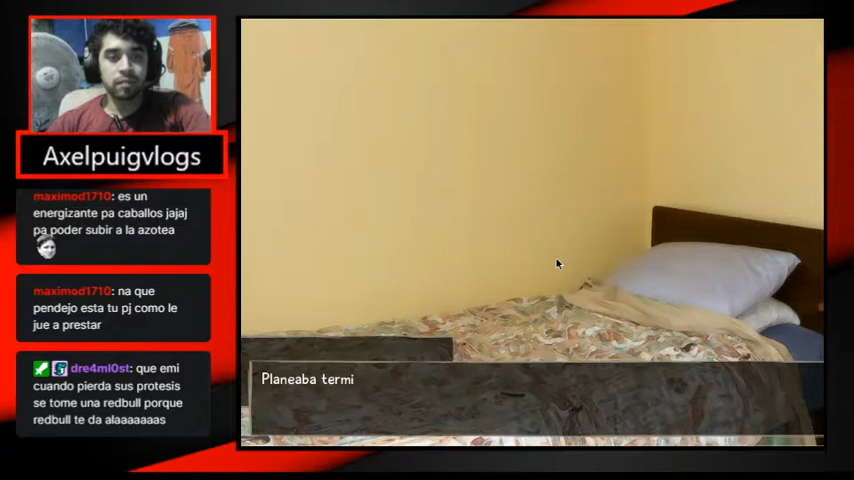 Axelpuigvlogs
maximod1710: es un
energizante pa caballos jajaj
pa poder subir a la azotea
maximod1710: na que
pendejo esta tu pj como le
jue a prestar
dre4ml0st: que emi
cuando pierda sus protesis
se tome una redbull porque
redbull te da alaaaaaas
Planeaba termi